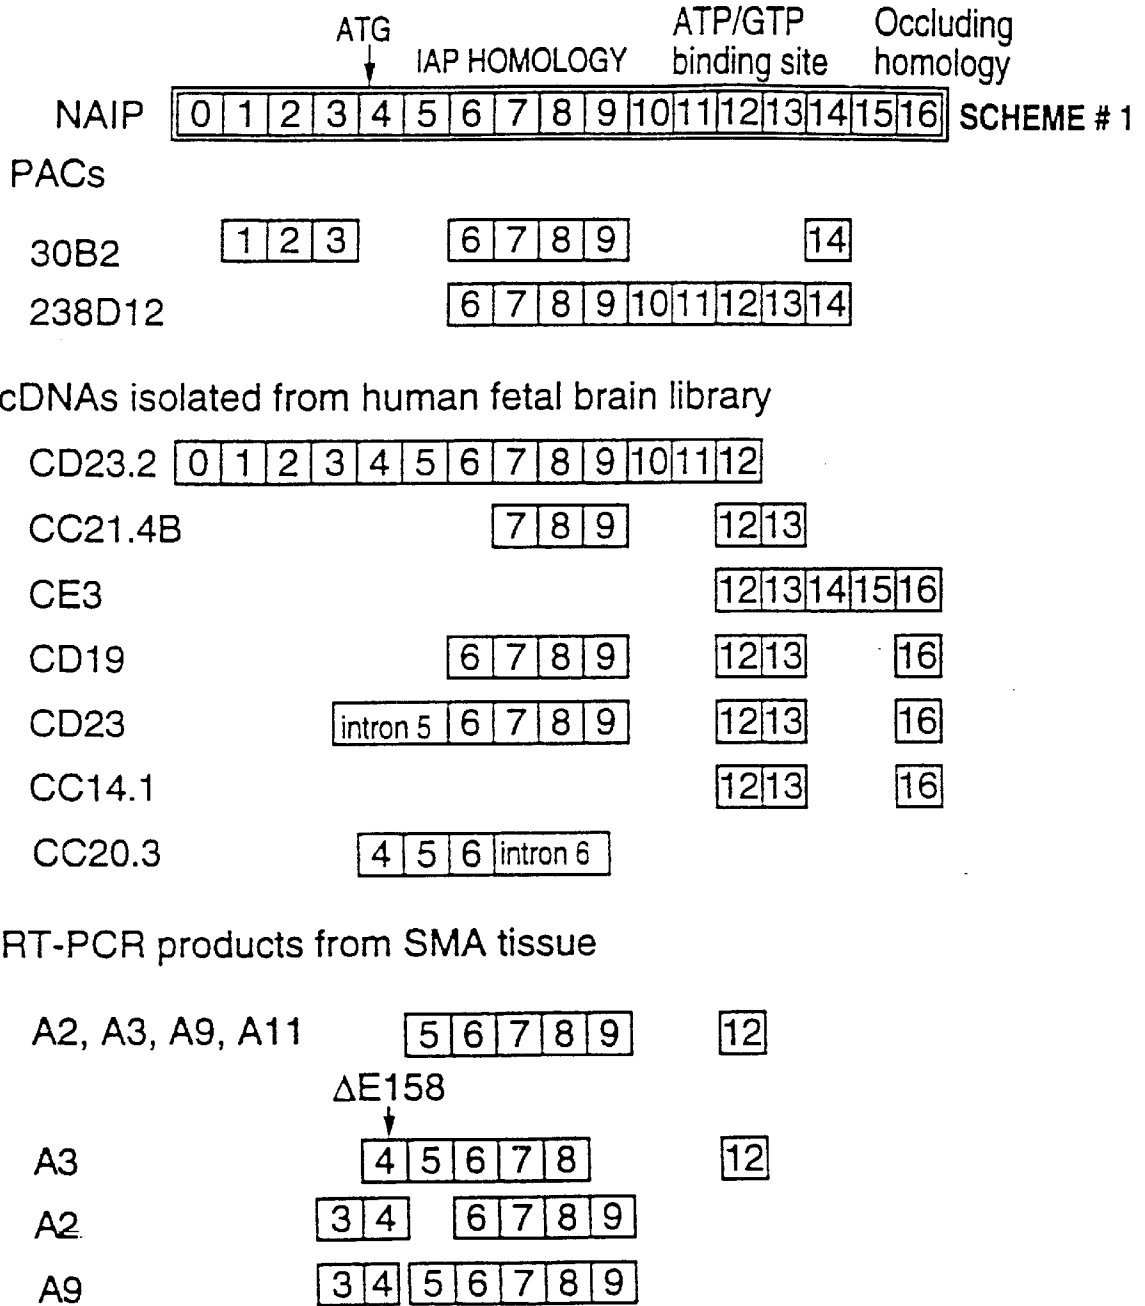 ATG
IAP HOMOLOGY
ATP/GTP
binding site
Occluding
homology
NAIP 0 1 2 3 4 5 6 7 8 9 10 11 12 13 14 15 16 SCHEME # 1
PACs
30B2 1 2 3 6 7 8 9 14
238D12 6 7 8 9 10 11 12 13 14
cDNAs isolated from human fetal brain library
CD23.2 0 1 2 3 4 5 6 7 8 9 10 11 12
CC21.4B 7 8 9 12 13
CE3 12 13 14 15 16
CD19 6 7 8 9 12 13 16
CD23 intron 5 6 7 8 9 12 13 16
CC14.1 12 13 16
CC20.3 4 5 6 intron 6
RT-PCR products from SMA tissue
A2, A3, A9, A11 5 6 7 8 9 12
ΔE158
A3 4 5 6 7 8 12
A2 3 4 6 7 8 9
A9 3 4 5 6 7 8 9